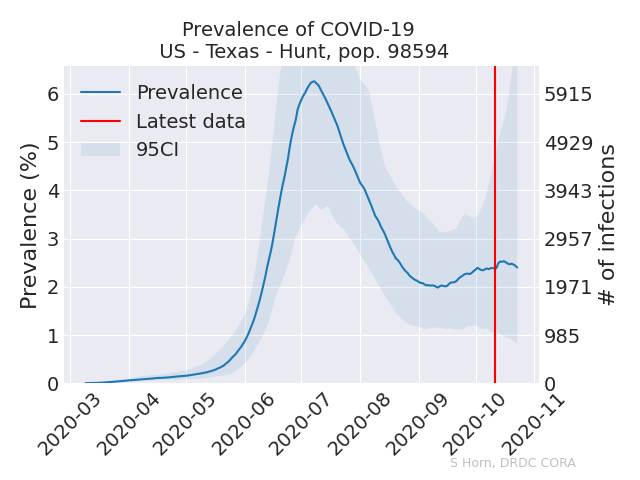 Prevalence of COVID-19
US - Texas - Hunt, pop. 98594
Prevalence
Latest data
95CI
Prevalence (%)
6
5
4
3
2
1
0
5915
4929
3943
2957
1971
985
0
# of infections
2020-03
2020-04
2020-05
2020-06
2020-07
2020-08
2020-09
2020-10
2020-11
S Horn, DRDC CORA